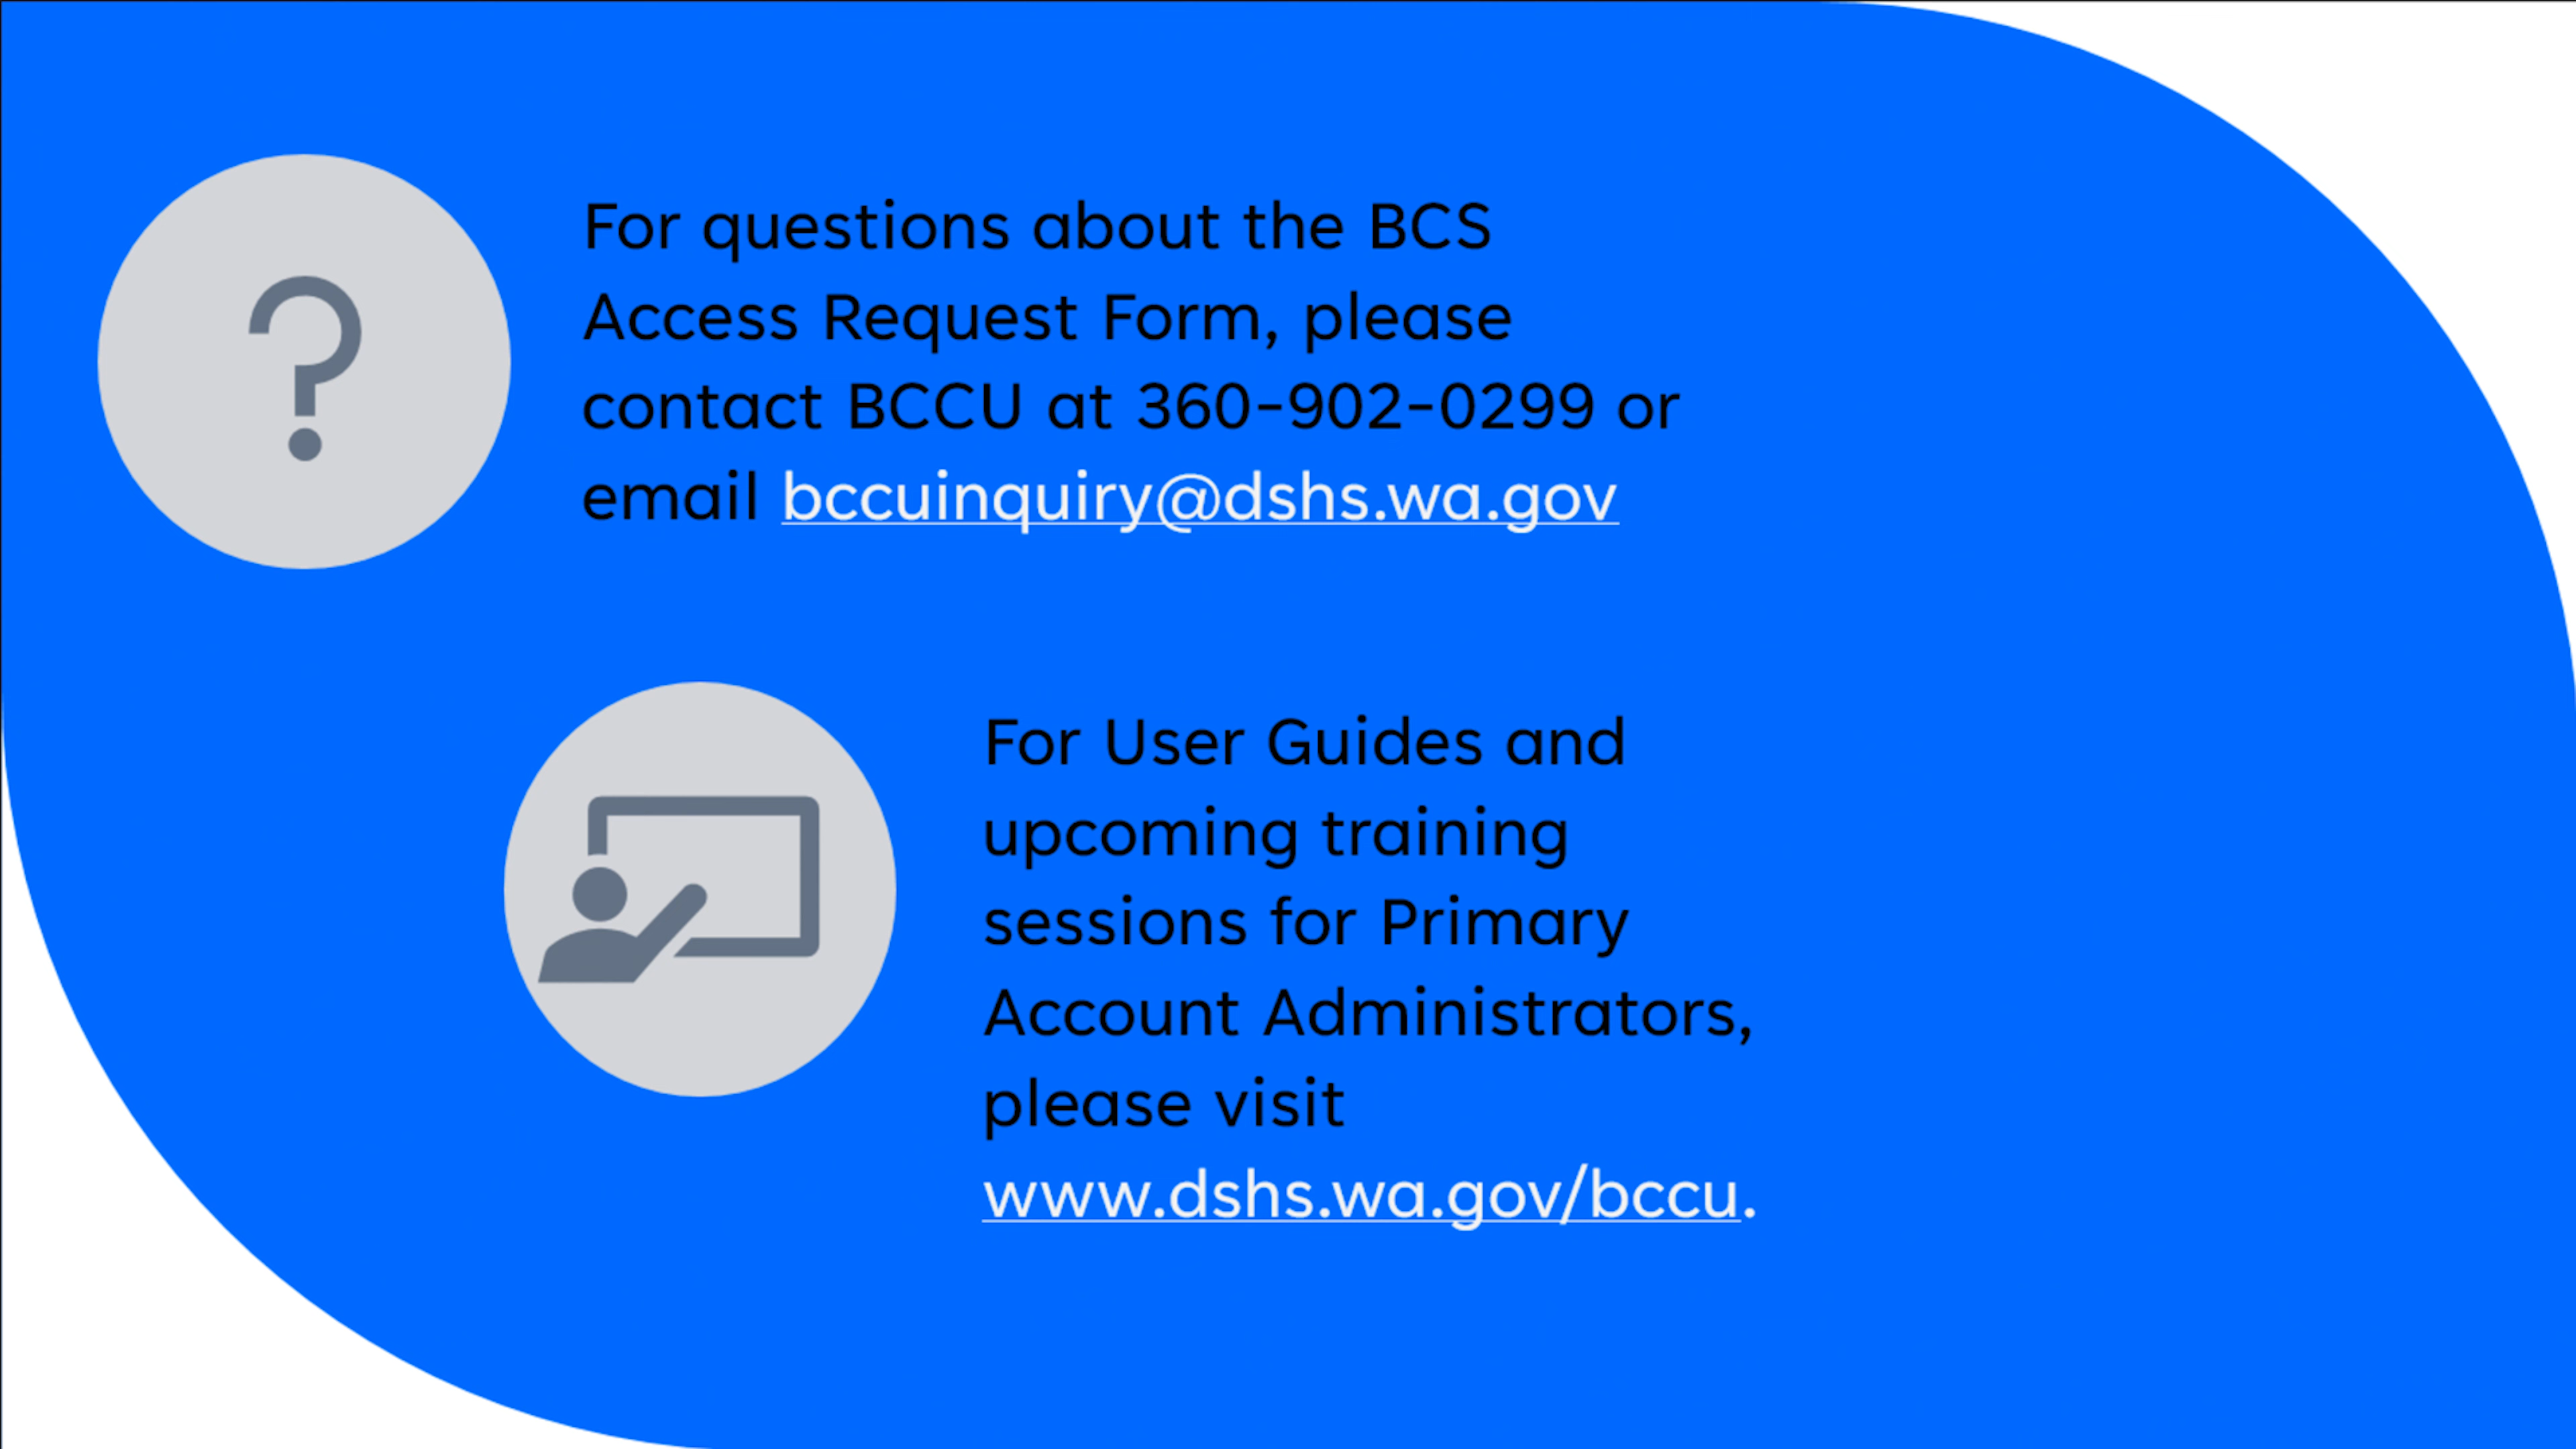 For questions about the BCS
Access Request Form, please
contact BCCU at 360-902-0299 or
email bccuinquiry@dshs.wa.gov
For User Guides and
upcoming training
sessions for Primary
Account Administrators,
please visit
www.dshs.wa.gov/bccu.